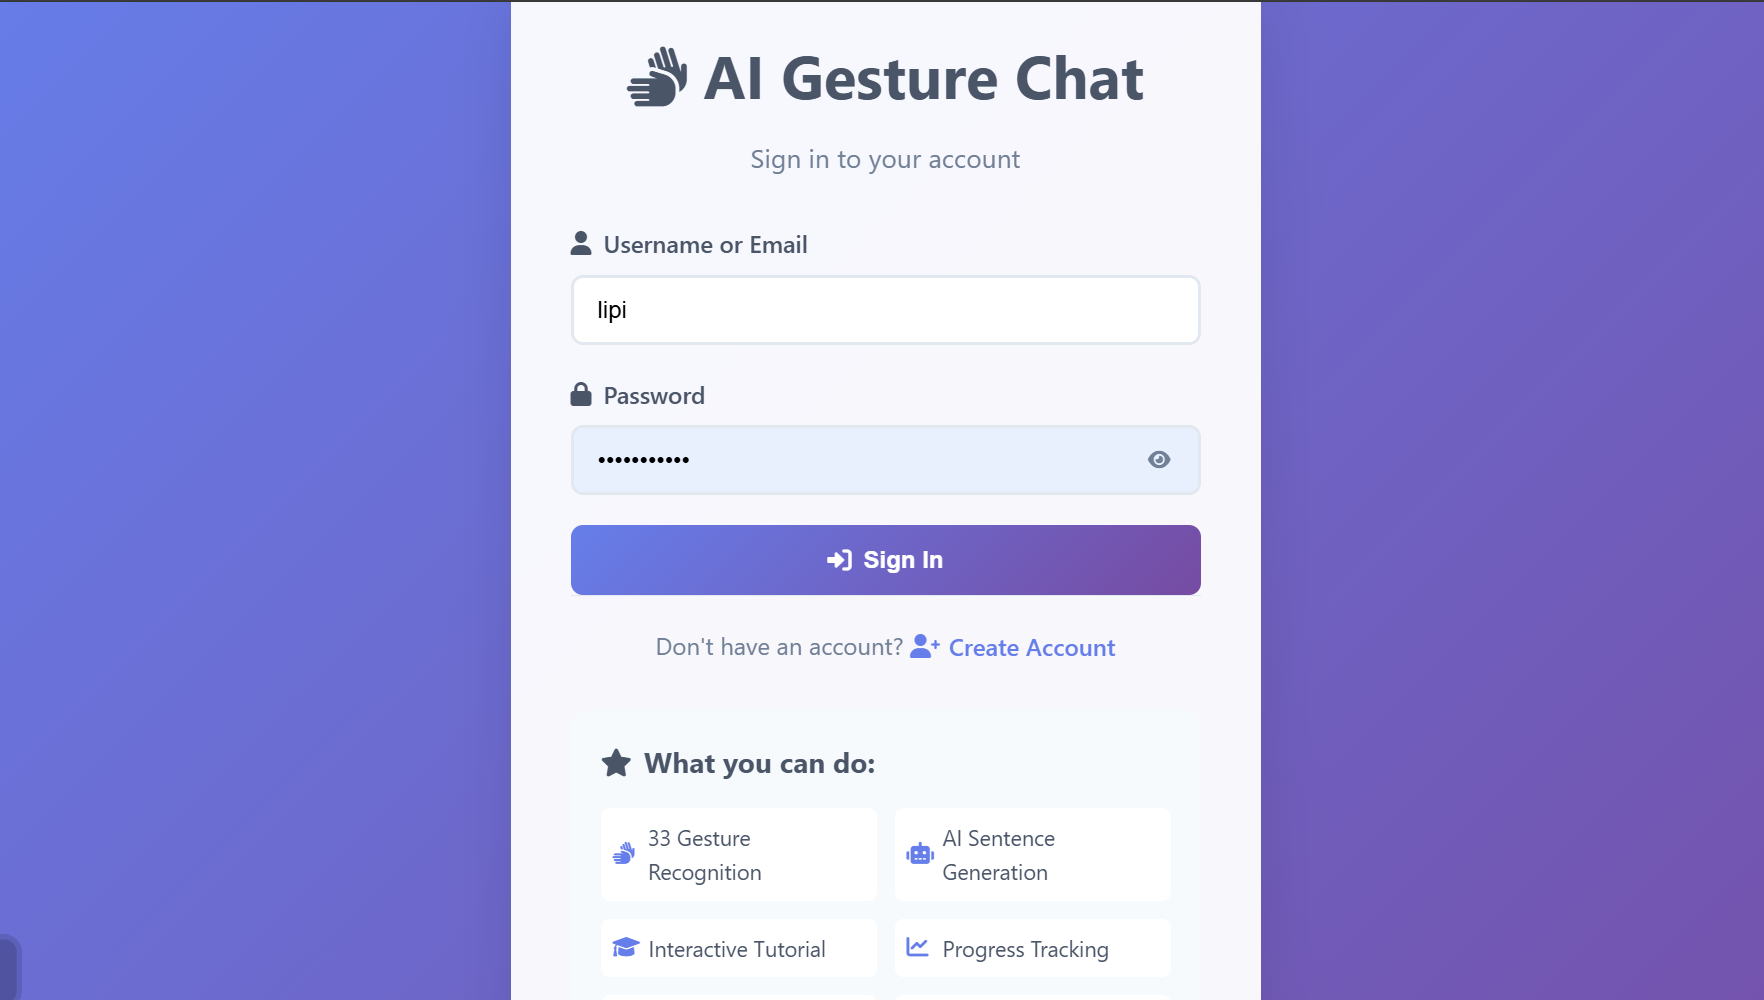 AI Gesture Chat
Sign in to your account
Username or Email
lipi
Password
•••••••••••
Sign In
Don't have an account? Create Account
What you can do:
33 Gesture
Recognition
AI Sentence
Generation
Interactive Tutorial
Progress Tracking